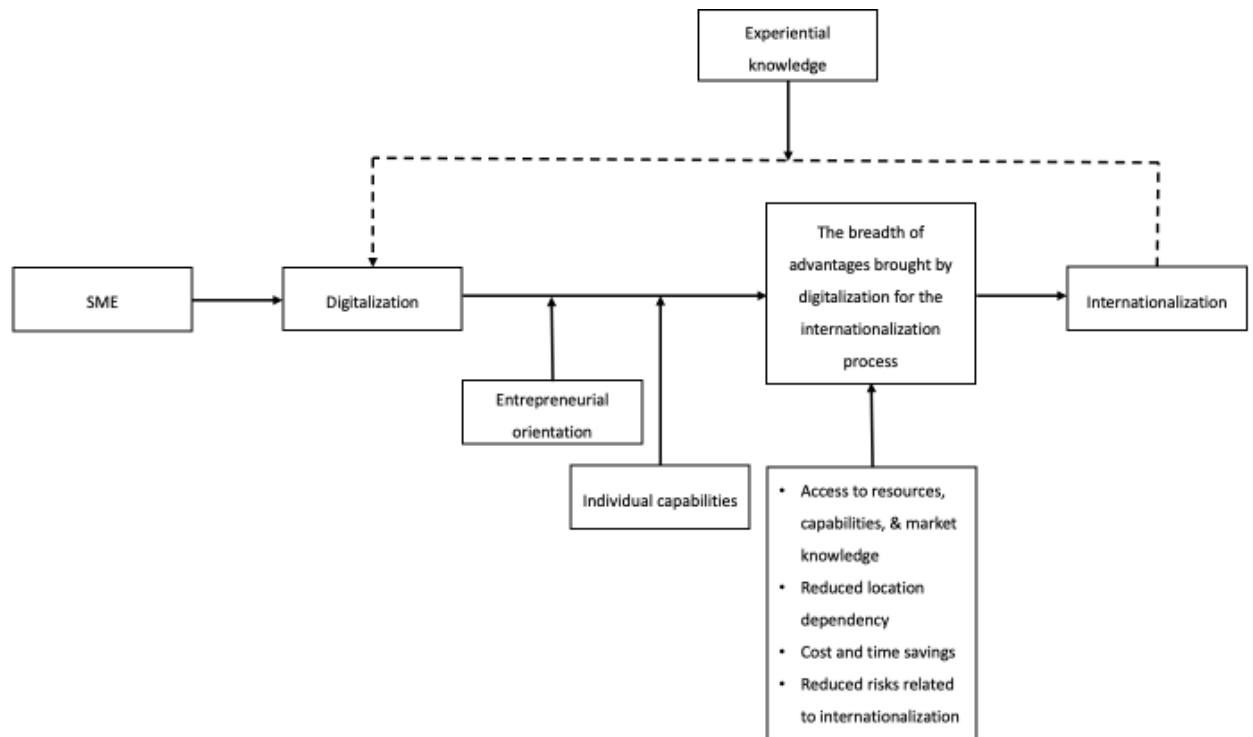 Experiential
knowledge
The breadth of
advantages brought by
digitalization for the
internationalization
process
SME
Digitalization
Internationalization
Entrepreneurial
orientation
Individual capabilities
• Access to resources,
capabilities, & market
knowledge
• Reduced location
dependency
• Cost and time savings
• Reduced risks related
to internationalization